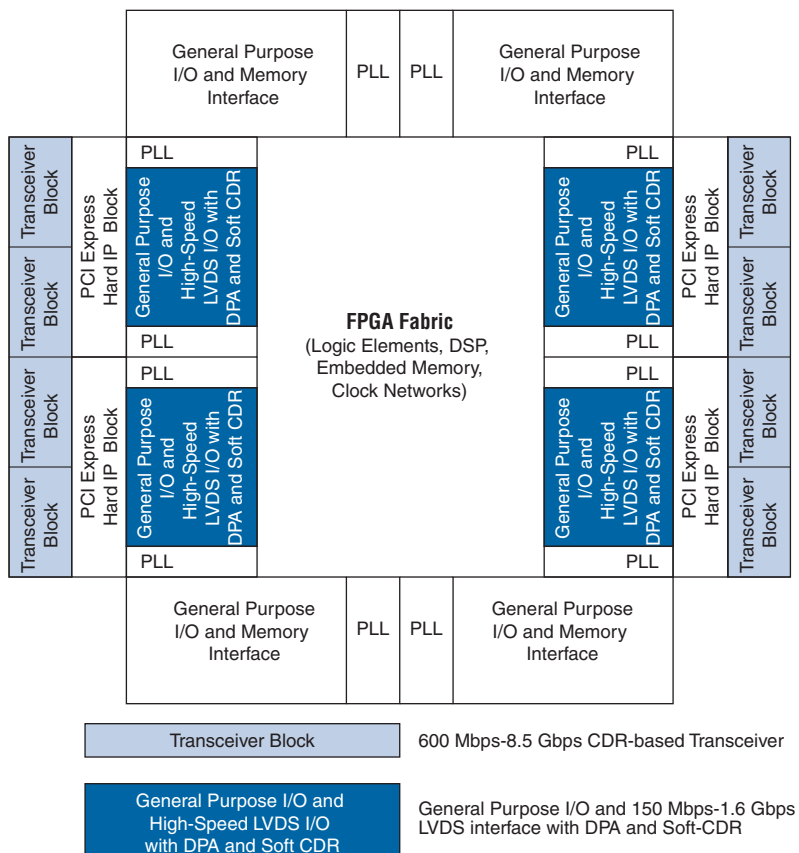 General Purpose
I/O and Memory
Interface
PLL
PLL
General Purpose
I/O and Memory
Interface
Transceiver
Block
Transceiver
Block
Transceiver
Block
Transceiver
Block
PCI Express
Hard IP Block
PCI Express
Hard IP Block
PLL
General Purpose
I/O and
High-Speed
LVDS I/O with
DPA and Soft CDR
PLL
PLL
General Purpose
I/O and
High-Speed
LVDS I/O with
DPA and Soft CDR
PLL
FPGA Fabric
(Logic Elements, DSP,
Embedded Memory,
Clock Networks)
PLL
General Purpose
I/O and
High-Speed
LVDS I/O with
DPA and Soft CDR
PLL
PLL
General Purpose
I/O and
High-Speed
LVDS I/O with
DPA and Soft CDR
PLL
PCI Express
Hard IP Block
PCI Express
Hard IP Block
Transceiver
Block
Transceiver
Block
Transceiver
Block
Transceiver
Block
General Purpose
I/O and Memory
Interface
PLL
PLL
General Purpose
I/O and Memory
Interface
Transceiver Block
600 Mbps-8.5 Gbps CDR-based Transceiver
General Purpose I/O and
High-Speed LVDS I/O
with DPA and Soft CDR
General Purpose I/O and 150 Mbps-1.6 Gbps
LVDS interface with DPA and Soft-CDR